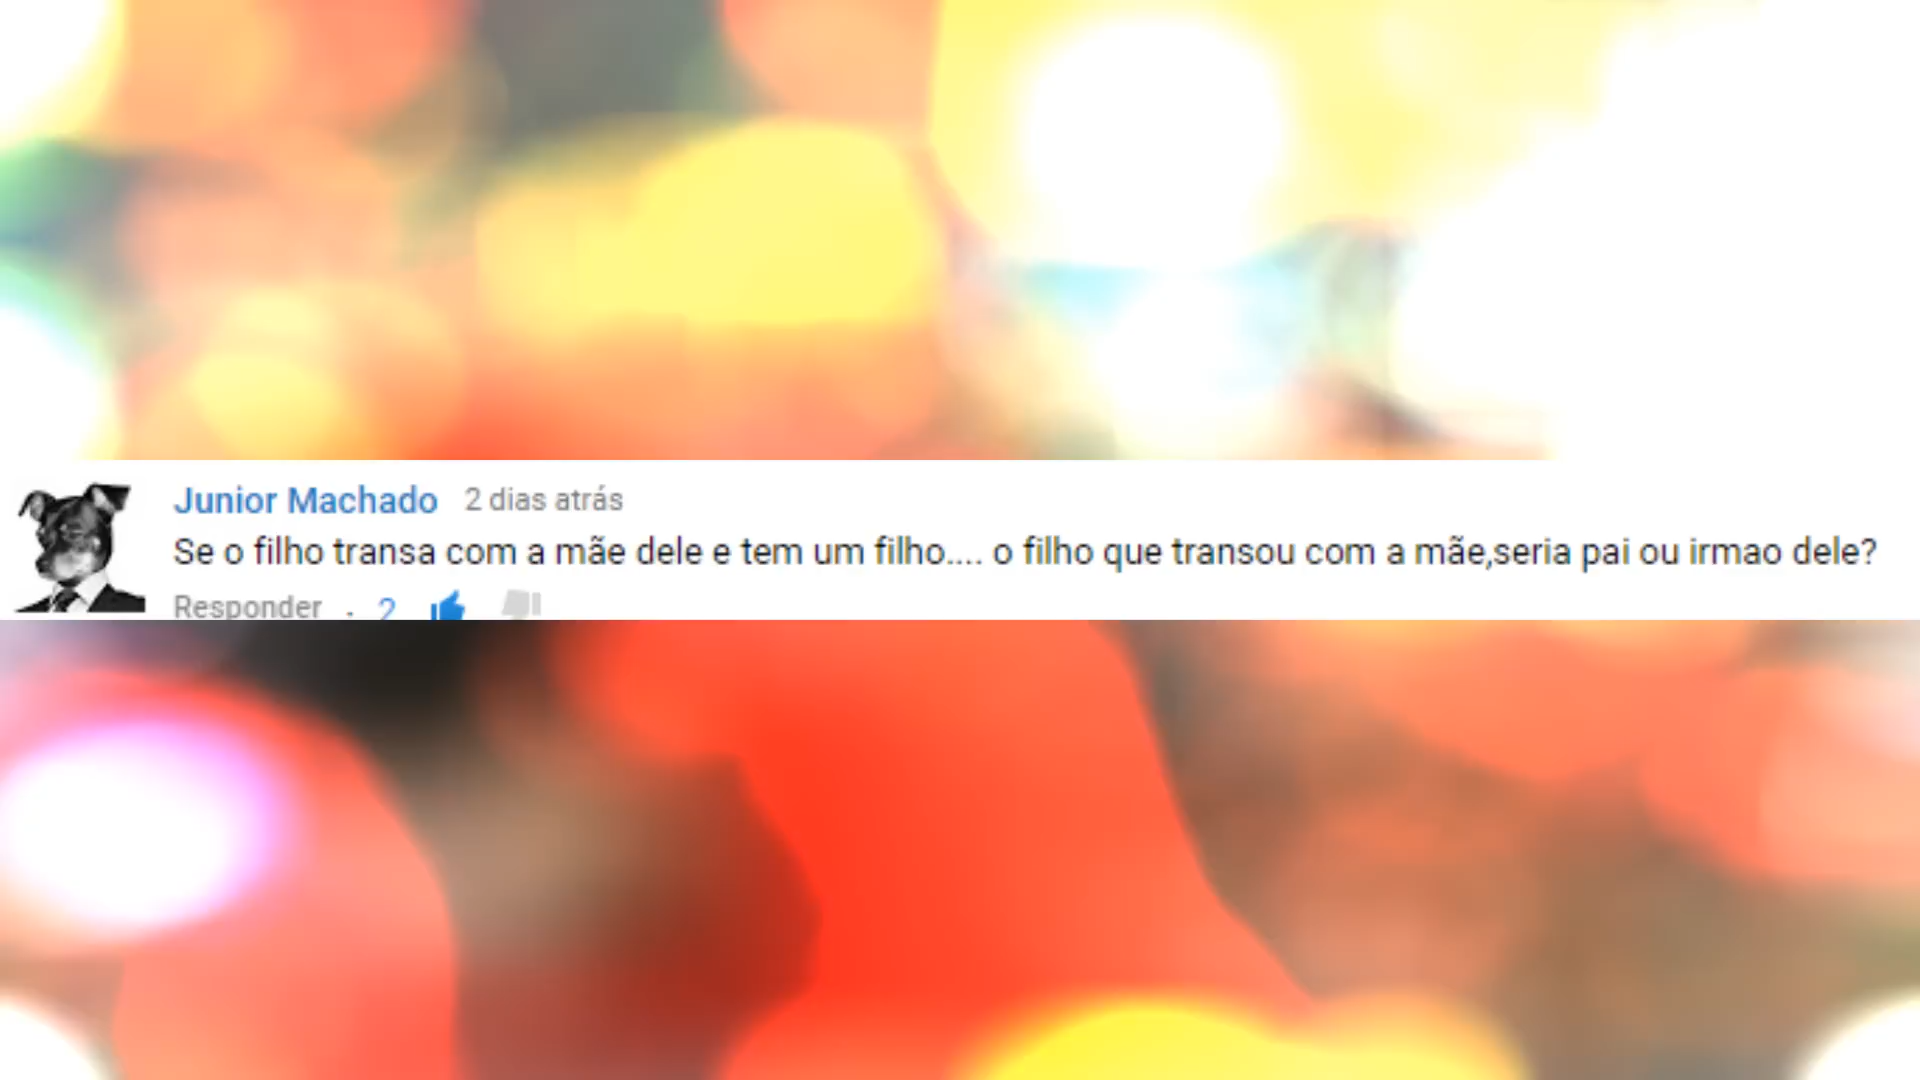 Junior Machado 2 dias atrás
Se o filho transa com a mãe dele e tem um filho.... o filho que transou com a mãe,seria pai ou irmao dele?
Responder . 2